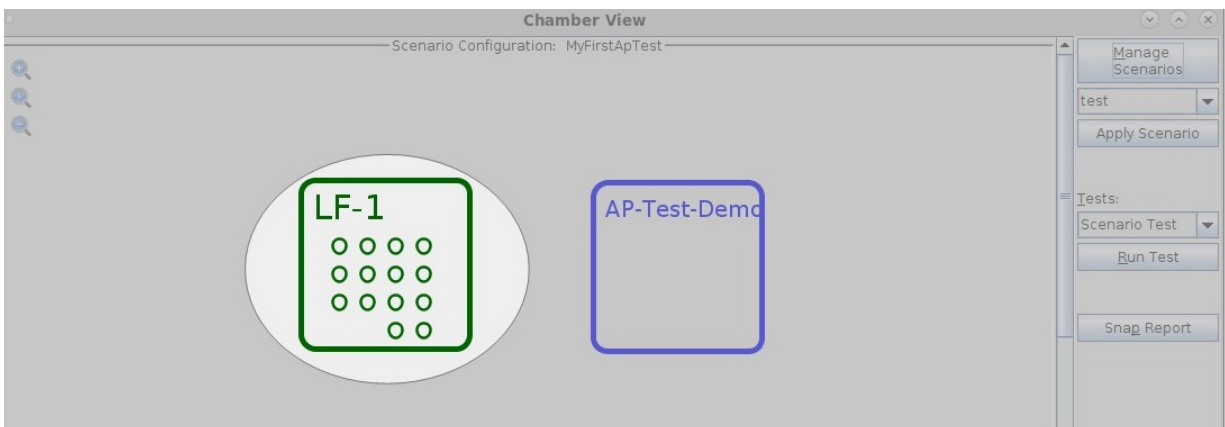 Chamber View
Scenario Configuration: MyFirstApTest
Manage
Scenarios
test
Apply Scenario
LF-1
AP-Test-Demo
Tests:
Scenario Test
Run Test
Snap Report